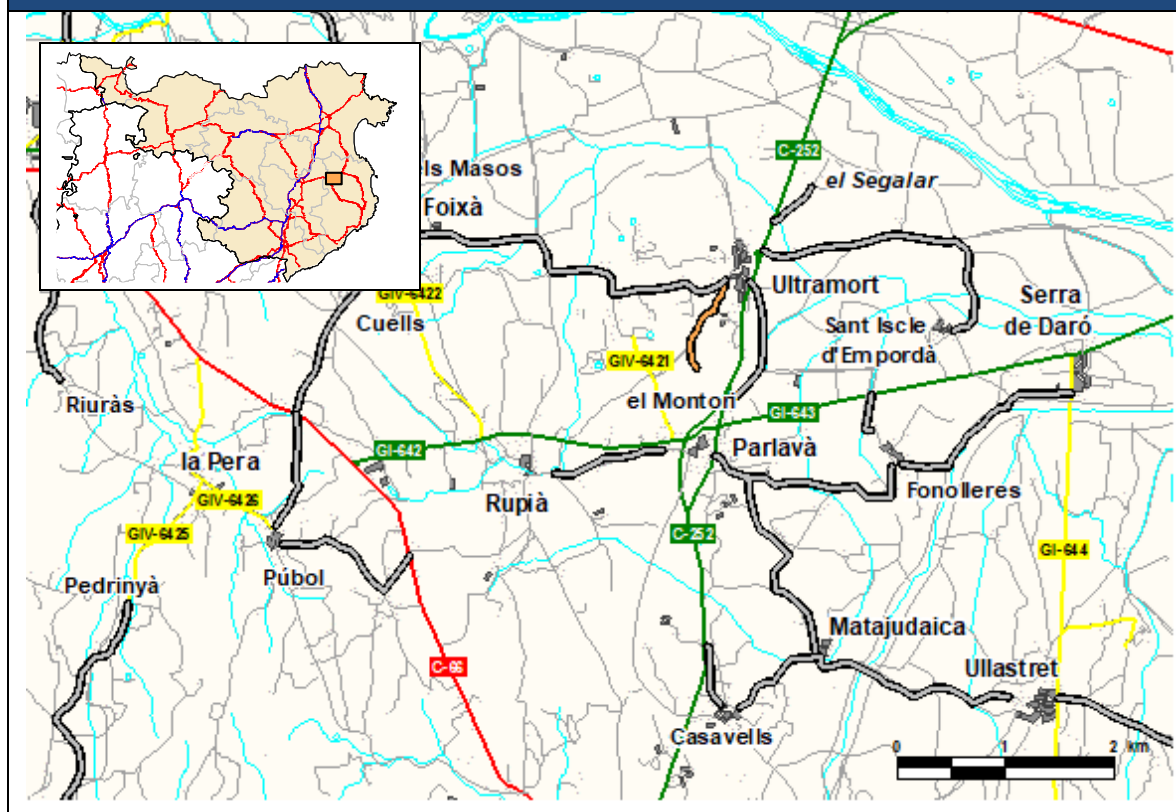 C-252
els Masos
el Segalar
Foixà
Ultramort
GIV-6422
Serra
de Daró
Cuells
Sant Iscle
d'Empordà
GIV-6421
Riuràs
el Montori
GI-643
GI-642
Parlavà
la Pera
GIV-6426
Rupià
Fonolleres
GIV-6425
C-252
GI-644
Púbol
Pedrinyà
Matajudaica
C-66
Ullastret
Casavells
0 1 2 km